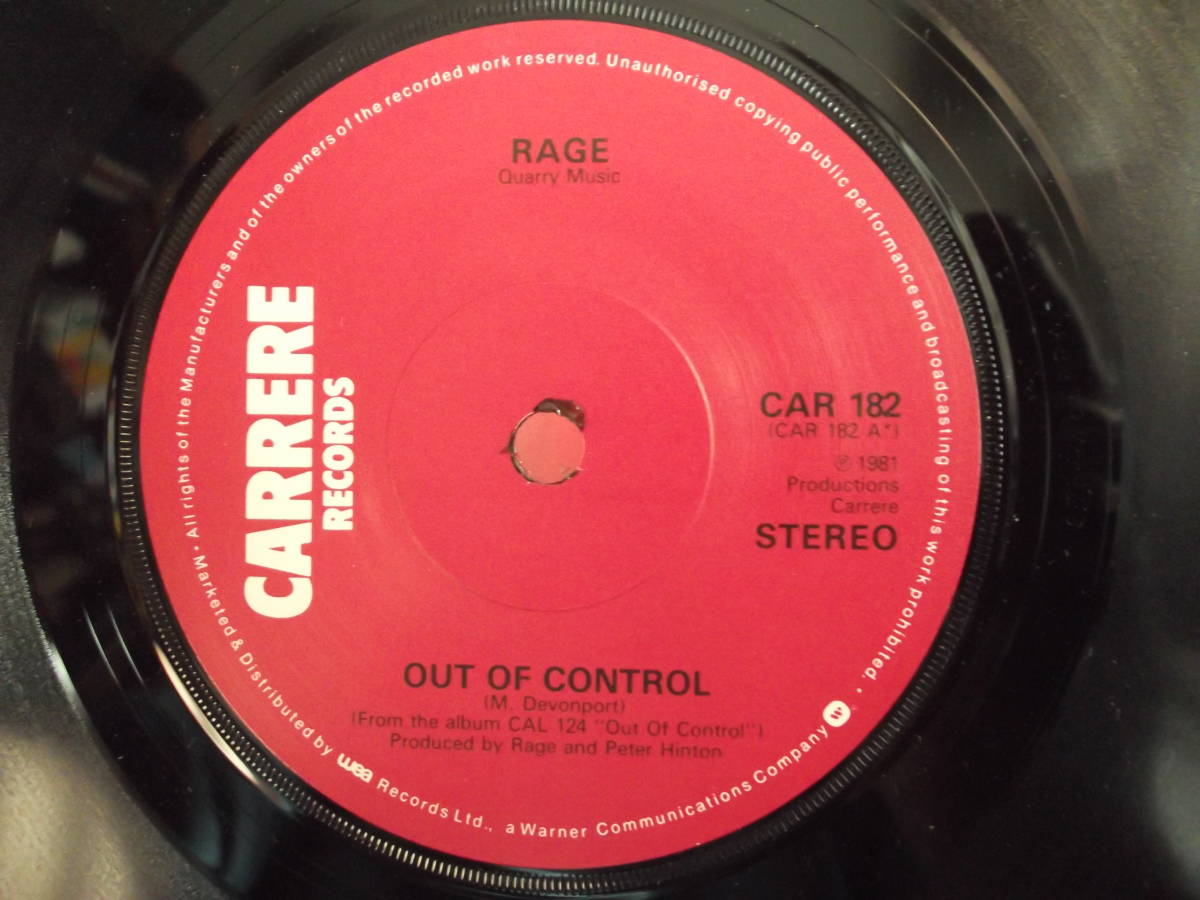 RAGE
Quarry Music
CARRERE
RECORDS
CAR 182
(CAR 182 A*)
℗ 1981
Productions
Carrere
STEREO
OUT OF CONTROL
(M. Devonport)
(From the album CAL 124 "Out Of Control")
Produced by Rage and Peter Hinton
• All rights of the Manufacturers and of the owners of the recorded work reserved. Unauthorised copying public performance and broadcasting of this work prohibited. •
Marketed & Distributed by wea Records Ltd., a Warner Communications Company